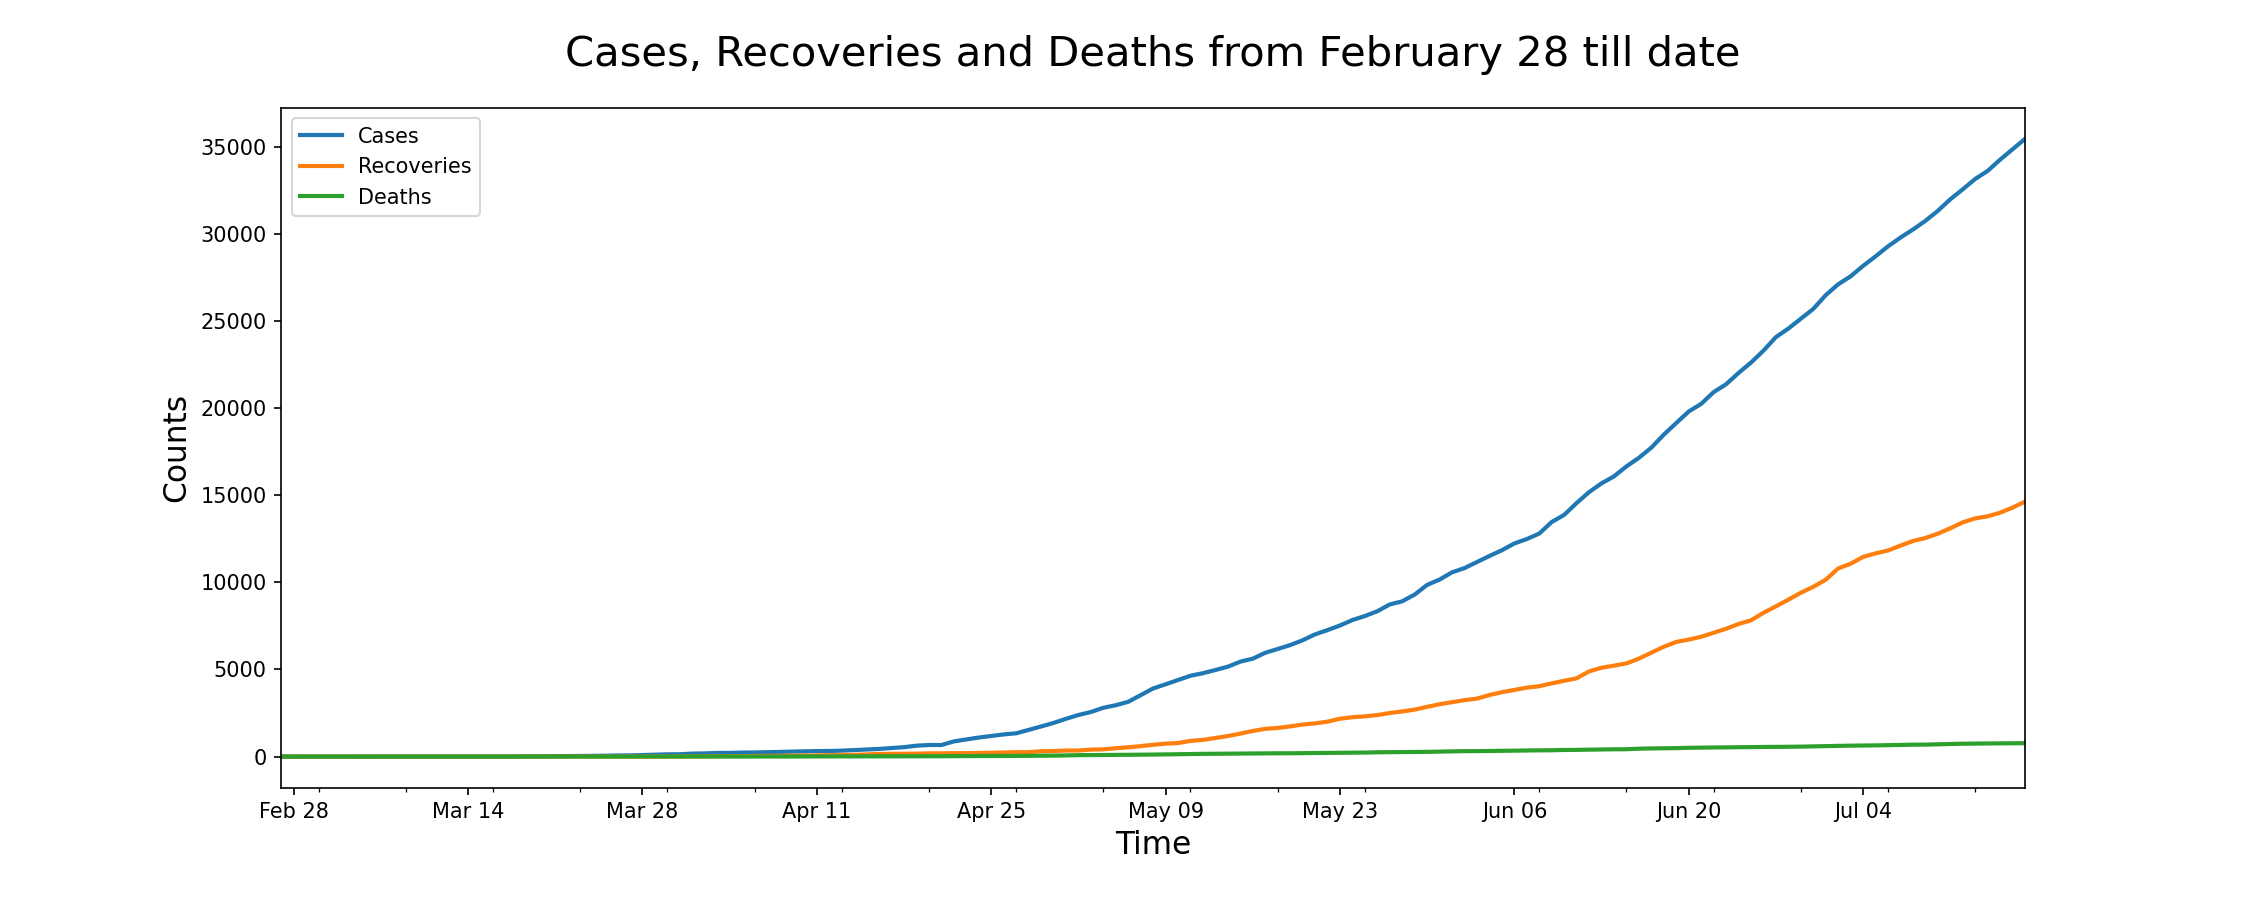 Cases, Recoveries and Deaths from February 28 till date
Cases
Recoveries
Deaths
35000
30000
25000
20000
15000
10000
5000
0
Counts
Feb 28 Mar 14 Mar 28 Apr 11 Apr 25 May 09 May 23 Jun 06 Jun 20 Jul 04
Time